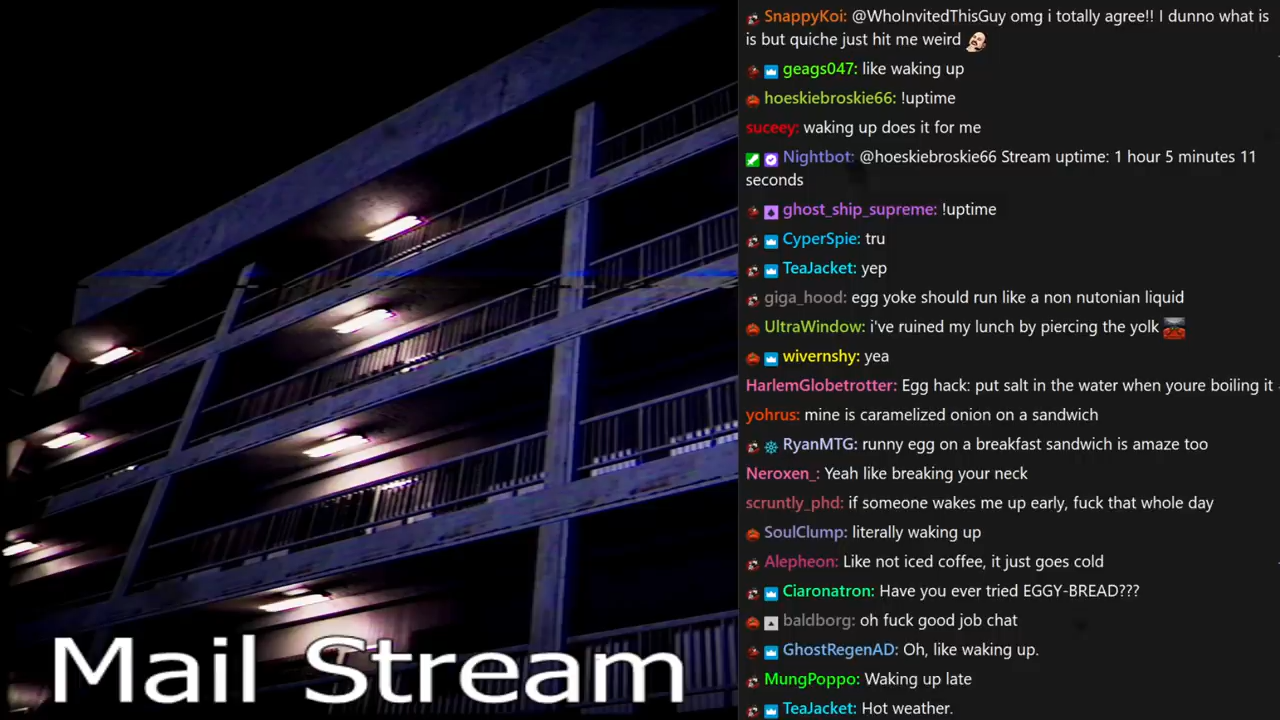 SnappyKoi: @WhoInvitedThisGuy omg i totally agree!! I dunno what is
is but quiche just hit me weird
geags047: like waking up
hoeskiebroskie66: !uptime
suceey: waking up does it for me
Nightbot: @hoeskiebroskie66 Stream uptime: 1 hour 5 minutes 11
seconds
ghost_ship_supreme: !uptime
CyperSpie: tru
TeaJacket: yep
giga_hood: egg yoke should run like a non nutonian liquid
UltraWindow: i've ruined my lunch by piercing the yolk
wivernshy: yea
HarlemGlobetrotter: Egg hack: put salt in the water when youre boiling it
yohrus: mine is caramelized onion on a sandwich
RyanMTG: runny egg on a breakfast sandwich is amaze too
Neroxen_: Yeah like breaking your neck
scruntly_phd: if someone wakes me up early, fuck that whole day
SoulClump: literally waking up
Alepheon: Like not iced coffee, it just goes cold
Ciaronatron: Have you ever tried EGGY-BREAD???
baldborg: oh fuck good job chat
GhostRegenAD: Oh, like waking up.
MungPoppo: Waking up late
TeaJacket: Hot weather.
Mail Stream